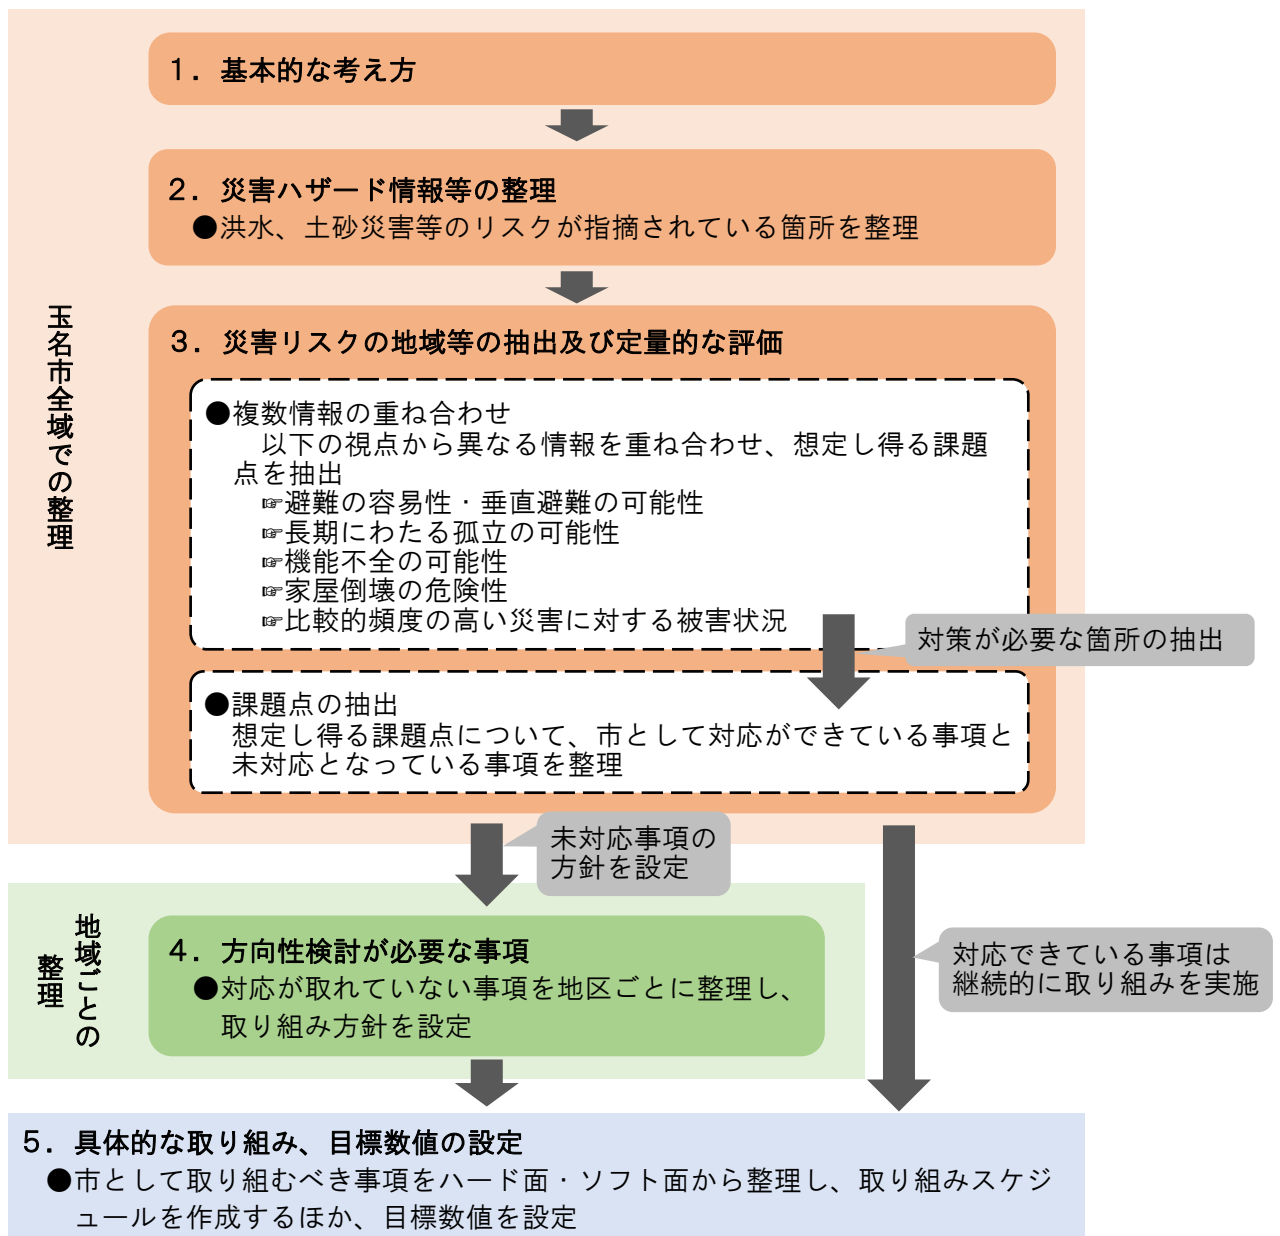 玉名市全域での整理
１．基本的な考え方
２．災害ハザード情報等の整理
●洪水、土砂災害等のリスクが指摘されている箇所を整理
３．災害リスクの地域等の抽出及び定量的な評価
●複数情報の重ね合わせ
以下の視点から異なる情報を重ね合わせ、想定し得る課題
点を抽出
☞避難の容易性・垂直避難の可能性
☞長期にわたる孤立の可能性
☞機能不全の可能性
☞家屋倒壊の危険性
☞比較的頻度の高い災害に対する被害状況
対策が必要な箇所の抽出
●課題点の抽出
想定し得る課題点について、市として対応ができている事項と
未対応となっている事項を整理
未対応事項の
方針を設定
地域ごとの
整理
４．方向性検討が必要な事項
●対応が取れていない事項を地区ごとに整理し、
取り組み方針を設定
対応できている事項は
継続的に取り組みを実施
５．具体的な取り組み、目標数値の設定
●市として取り組むべき事項をハード面・ソフト面から整理し、取り組みスケジ
ュールを作成するほか、目標数値を設定